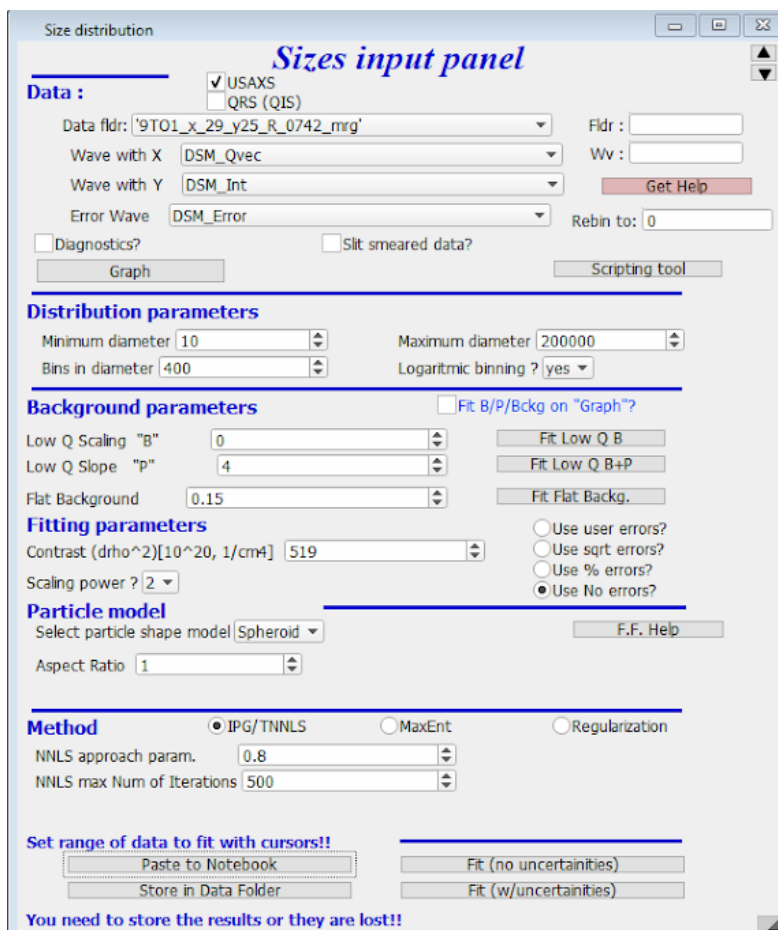 Size distribution
Sizes input panel
Data :
USAXS
QRS (QIS)
Data fldr: '9TO1_x_29_y25_R_0742_mrg' Fldr :
Wave with X DSM_Qvec Wv :
Wave with Y DSM_Int Get Help
Error Wave DSM_Error Rebin to: 0
Diagnostics? Slit smeared data?
Graph Scripting tool
Distribution parameters
Minimum diameter 10 Maximum diameter 200000
Bins in diameter 400 Logaritmic binning ? yes
Background parameters Fit B/P/Bckg on "Graph"?
Low Q Scaling "B" 0 Fit Low Q B
Low Q Slope "P" 4 Fit Low Q B+P
Flat Background 0.15 Fit Flat Backg.
Fitting parameters Use user errors?
Contrast (drho^2)[10^20, 1/cm4] 519 Use sqrt errors?
Use % errors?
Scaling power ? 2 Use No errors?
Particle model
Select particle shape model Spheroid F.F. Help
Aspect Ratio 1
Method IPG/TNNLS MaxEnt Regularization
NNLS approach param. 0.8
NNLS max Num of Iterations 500
Set range of data to fit with cursors!!
Paste to Notebook Fit (no uncertainities)
Store in Data Folder Fit (w/uncertainities)
You need to store the results or they are lost!!